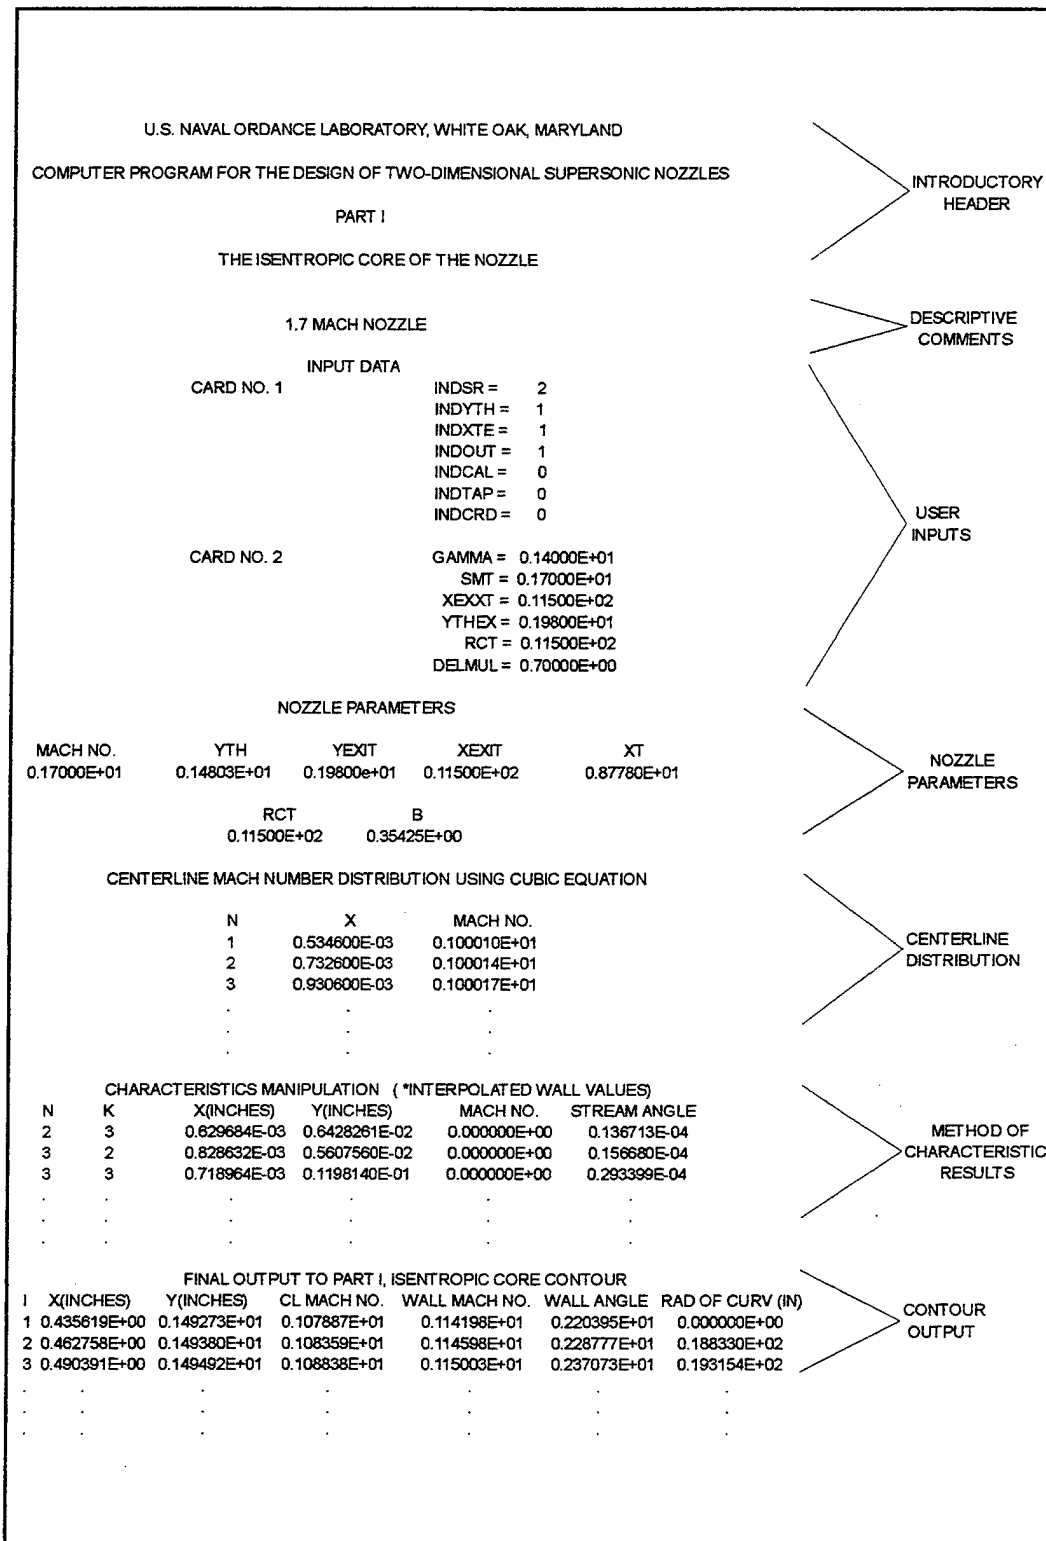 U.S. NAVAL ORDANCE LABORATORY, WHITE OAK, MARYLAND
COMPUTER PROGRAM FOR THE DESIGN OF TWO-DIMENSIONAL SUPERSONIC NOZZLES
PART I
THE ISENTROPIC CORE OF THE NOZZLE
INTRODUCTORY
HEADER
1.7 MACH NOZZLE
DESCRIPTIVE
COMMENTS
INPUT DATA
CARD NO. 1 INDSR = 2
INDYTH = 1
INDXTE = 1
INDOUT = 1
INDCAL = 0
INDTAP = 0
INDCRD = 0
USER
INPUTS
CARD NO. 2 GAMMA = 0.14000E+01
SMT = 0.17000E+01
XEXXT = 0.11500E+02
YTHEX = 0.19800E+01
RCT = 0.11500E+02
DELMUL = 0.70000E+00
NOZZLE PARAMETERS
MACH NO. YTH YEXIT XEXIT XT
0.17000E+01 0.14803E+01 0.19800e+01 0.11500E+02 0.87780E+01
RCT B
0.11500E+02 0.35425E+00
NOZZLE
PARAMETERS
CENTERLINE MACH NUMBER DISTRIBUTION USING CUBIC EQUATION
N X MACH NO.
1 0.534600E-03 0.100010E+01
2 0.732600E-03 0.100014E+01
3 0.930600E-03 0.100017E+01
. . .
. . .
. . .
CENTERLINE
DISTRIBUTION
CHARACTERISTICS MANIPULATION ( *INTERPOLATED WALL VALUES)
N K X(INCHES) Y(INCHES) MACH NO. STREAM ANGLE
2 3 0.629684E-03 0.6428261E-02 0.000000E+00 0.136713E-04
3 2 0.828632E-03 0.5607560E-02 0.000000E+00 0.156680E-04
3 3 0.718964E-03 0.1198140E-01 0.000000E+00 0.293399E-04
. . . . . .
. . . . . .
. . . . . .
METHOD OF
CHARACTERISTIC
RESULTS
FINAL OUTPUT TO PART I, ISENTROPIC CORE CONTOUR
I X(INCHES) Y(INCHES) CL MACH NO. WALL MACH NO. WALL ANGLE RAD OF CURV (IN)
1 0.435619E+00 0.149273E+01 0.107887E+01 0.114198E+01 0.220395E+01 0.000000E+00
2 0.462758E+00 0.149380E+01 0.108359E+01 0.114598E+01 0.228777E+01 0.188330E+02
3 0.490391E+00 0.149492E+01 0.108838E+01 0.115003E+01 0.237073E+01 0.193154E+02
. . . . . . .
. . . . . . .
. . . . . . .
CONTOUR
OUTPUT